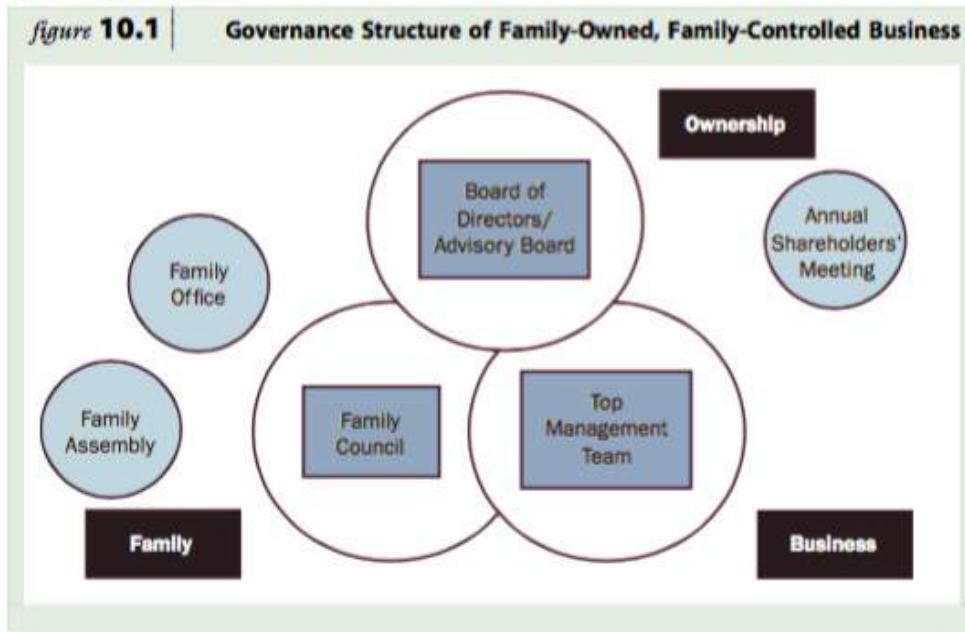 figure 10.1
Governance Structure of Family-Owned, Family-Controlled Business
Ownership
Board of
Directors/
Advisory Board
Annual
Shareholders'
Meeting
Family
Office
Family
Assembly
Family
Council
Top
Management
Team
Family
Business